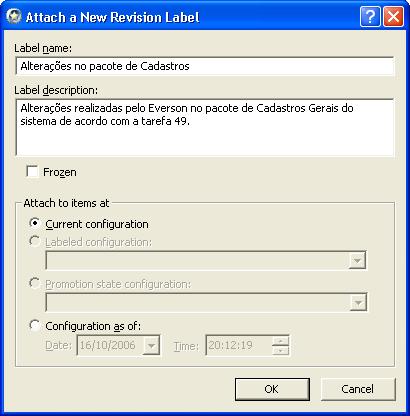 Attach a New Revision Label
Label name:
Alterações no pacote de Cadastros
Label description:
Alterações realizadas pelo Everson no pacote de Cadastros Gerais do
sistema de acordo com a tarefa 49.
Frozen
Attach to items at
Current configuration
Labeled configuration:
Promotion state configuration:
Configuration as of:
Date: 16/10/2006 Time: 20:12:19
OK Cancel